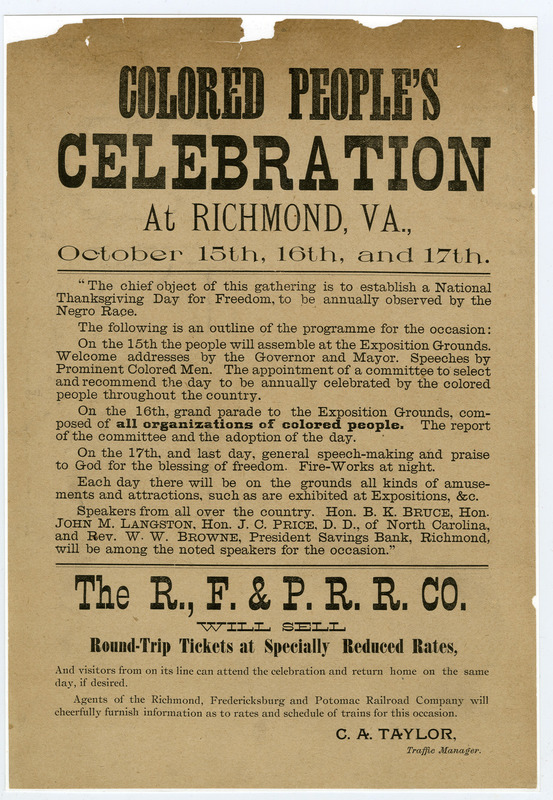 COLORED PEOPLE'S
CELEBRATION
At RICHMOND, VA.,
October 15th, 16th, and 17th.
"The chief object of this gathering is to establish a National
Thanksgiving Day for Freedom, to be annually observed by the
Negro Race.
The following is an outline of the programme for the occasion:
On the 15th the people will assemble at the Exposition Grounds.
Welcome addresses by the Governor and Mayor. Speeches by
Prominent Colored Men. The appointment of a committee to select
and recommend the day to be annually celebrated by the colored
people throughout the country.
On the 16th, grand parade to the Exposition Grounds, com-
posed of all organizations of colored people. The report
of the committee and the adoption of the day.
On the 17th, and last day, general speech-making and praise
to God for the blessing of freedom. Fire-Works at night.
Each day there will be on the grounds all kinds of amuse-
ments and attractions, such as are exhibited at Expositions, &c.
Speakers from all over the country. Hon. B. K. BRUCE, Hon.
JOHN M. LANGSTON, Hon. J. C. PRICE, D. D., of North Carolina,
and Rev. W. W. BROWNE, President Savings Bank, Richmond,
will be among the noted speakers for the occasion."
The R., F. & P. R. R. CO.
WILL SELL
Round-Trip Tickets at Specially Reduced Rates,
And visitors from on its line can attend the celebration and return home on the same
day, if desired.
Agents of the Richmond, Fredericksburg and Potomac Railroad Company will
cheerfully furnish information as to rates and schedule of trains for this occasion.
C. A. TAYLOR,
Traffic Manager.